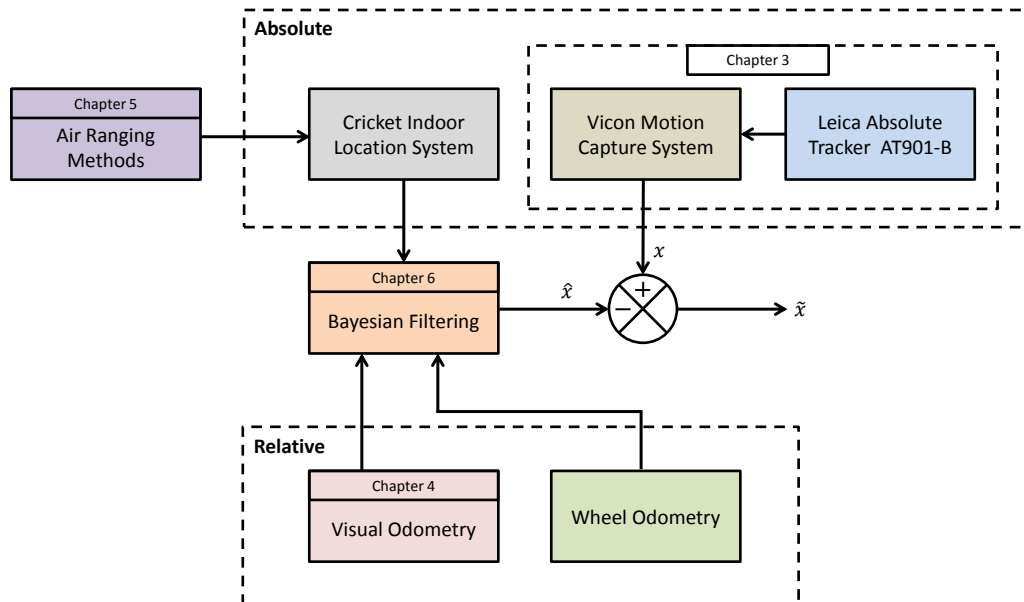 Absolute
Chapter 3
Chapter 5
Air Ranging
Methods
Cricket Indoor
Location System
Vicon Motion
Capture System
Leica Absolute
Tracker AT901-B
x
Chapter 6
Bayesian Filtering
x̂
+
−
x̃
Relative
Chapter 4
Visual Odometry
Wheel Odometry